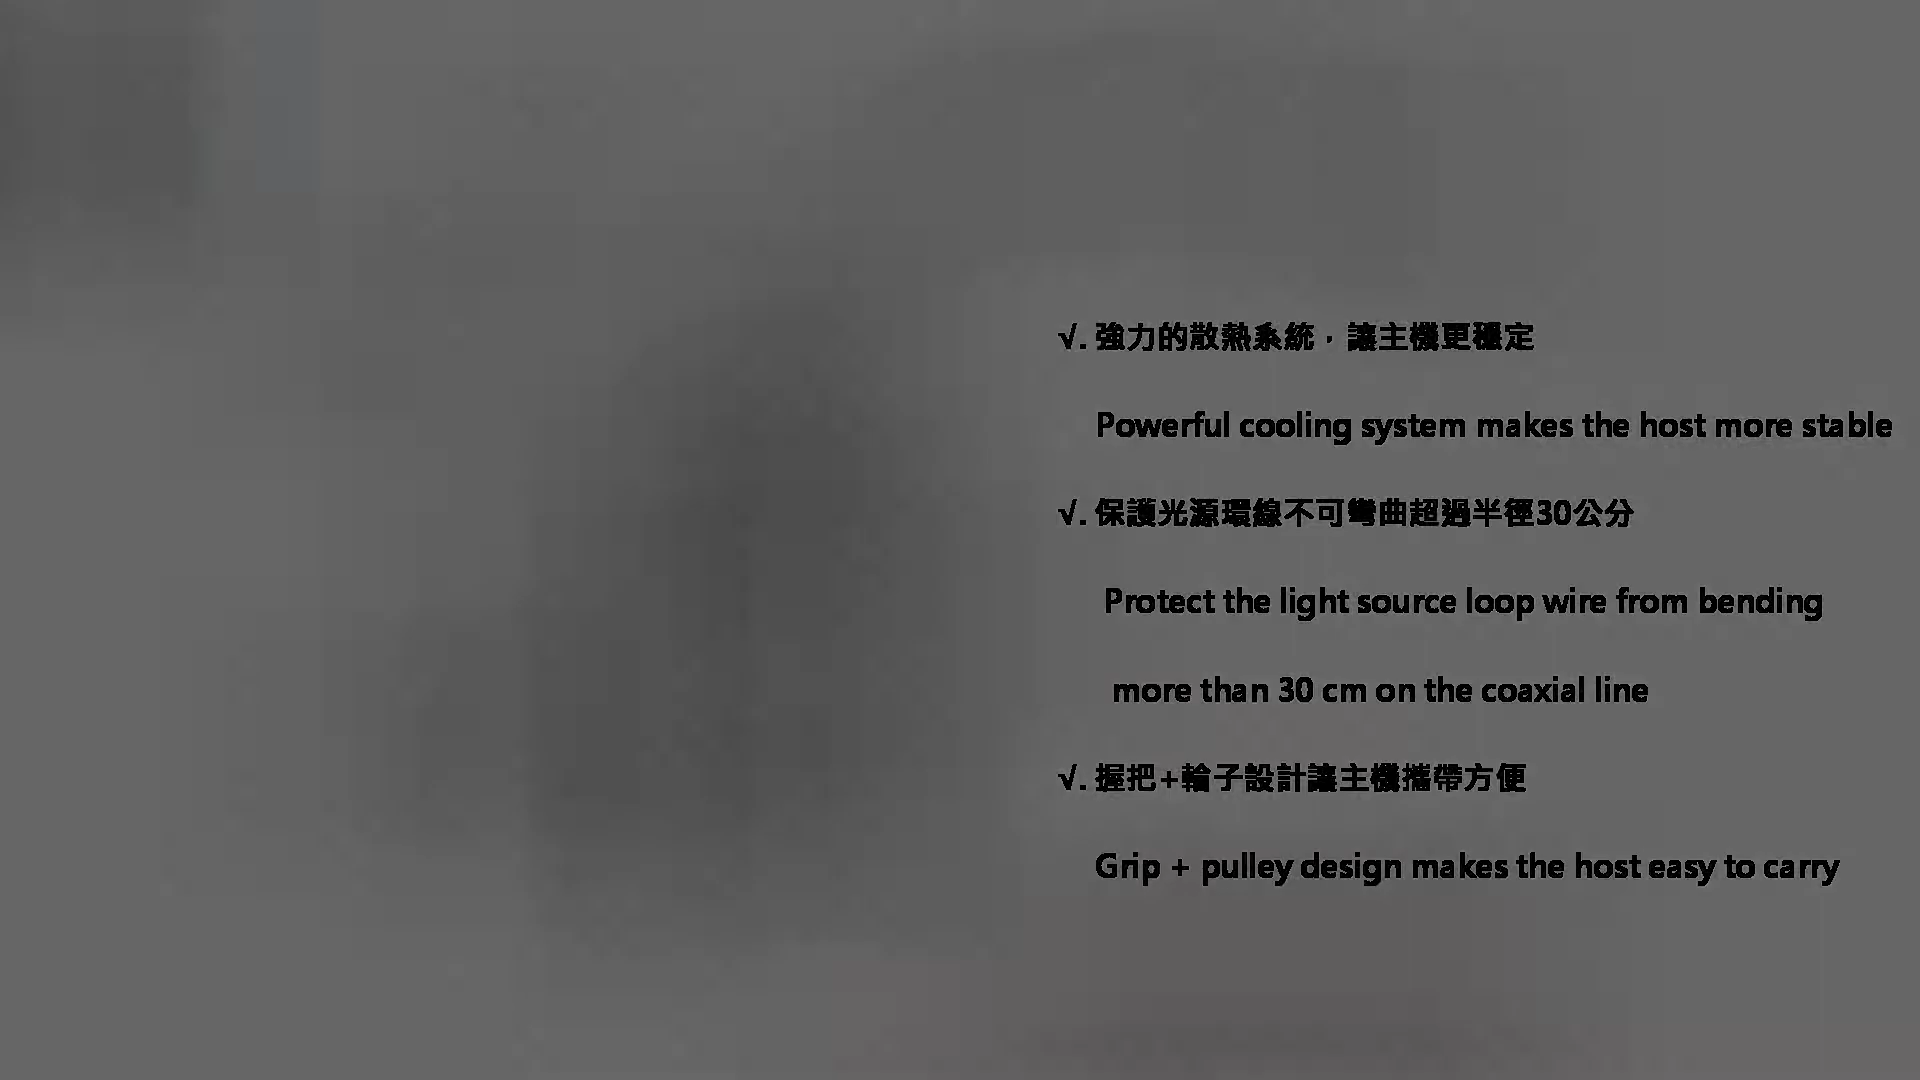 √. 強力的散熱系統，讓主機更穩定
Powerful cooling system makes the host more stable
√. 保護光源環線不可彎曲超過半徑30公分
Protect the light source loop wire from bending
more than 30 cm on the coaxial line
√. 握把+輪子設計讓主機攜帶方便
Grip + pulley design makes the host easy to carry